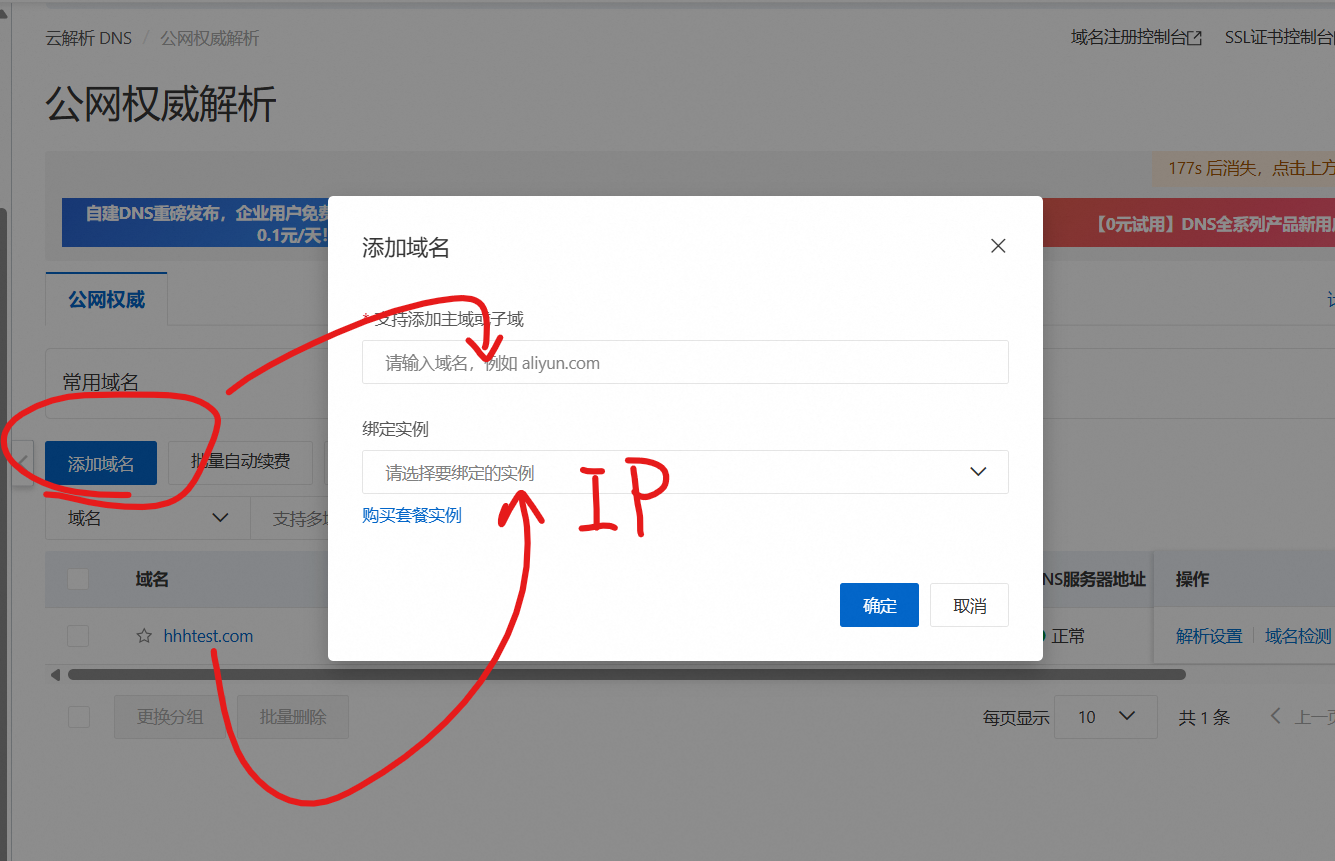 云解析 DNS / 公网权威解析
域名注册控制台 SSL证书控制台
公网权威解析
177s 后消失，点击上方
自建DNS重磅发布，企业用户免费
0.1元/天!
【0元试用】DNS全系列产品新用户
添加域名
公网权威
* 支持添加主域或子域
请输入域名，例如 aliyun.com
常用域名
绑定实例
添加域名 批量自动续费
请选择要绑定的实例
IP
购买套餐实例
域名 支持多域
域名 NS服务器地址 操作
确定 取消
hhhtest.com 正常 解析设置 域名检测
更换分组 批量删除 每页显示 10 共 1 条 上一页